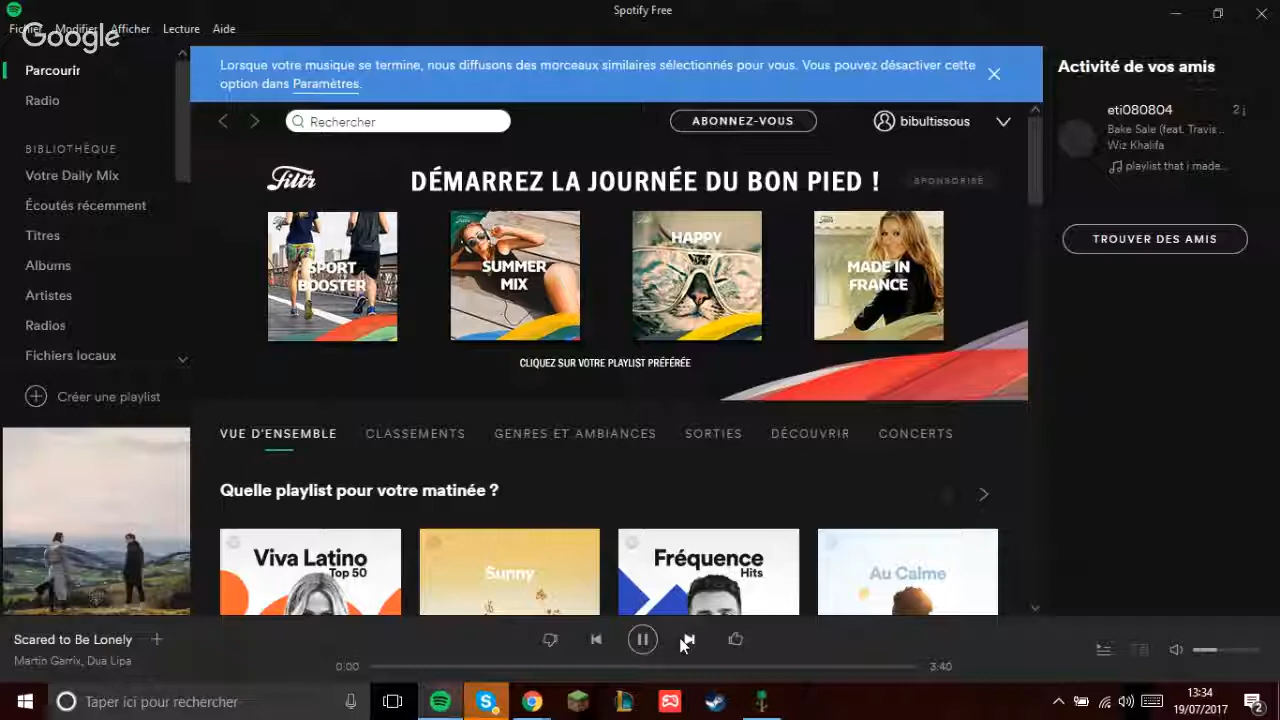 Spotify Free
Fichier Modifier Afficher Lecture Aide
Google
Parcourir
Radio
BIBLIOTHÈQUE
Votre Daily Mix
Écoutés récemment
Titres
Albums
Artistes
Radios
Fichiers locaux
Créer une playlist
Lorsque votre musique se termine, nous diffusons des morceaux similaires sélectionnés pour vous. Vous pouvez désactiver cette
option dans Paramètres.
Rechercher
ABONNEZ-VOUS
bibultissous
Filtr
DÉMARREZ LA JOURNÉE DU BON PIED !
SPONSORISÉ
SPORT
BOOSTER
SUMMER
MIX
HAPPY
MADE IN
FRANCE
CLIQUEZ SUR VOTRE PLAYLIST PRÉFÉRÉE
VUE D'ENSEMBLE CLASSEMENTS GENRES ET AMBIANCES SORTIES DÉCOUVRIR CONCERTS
Quelle playlist pour votre matinée ?
Viva Latino
Top 50
Sunny
Fréquence
Hits
Au Calme
Activité de vos amis
eti080804 2 j
Bake Sale (feat. Travis ..
Wiz Khalifa
playlist that i made...
TROUVER DES AMIS
Scared to Be Lonely
Martin Garrix, Dua Lipa
0:00
3:40
Taper ici pour rechercher
13:34
19/07/2017
2